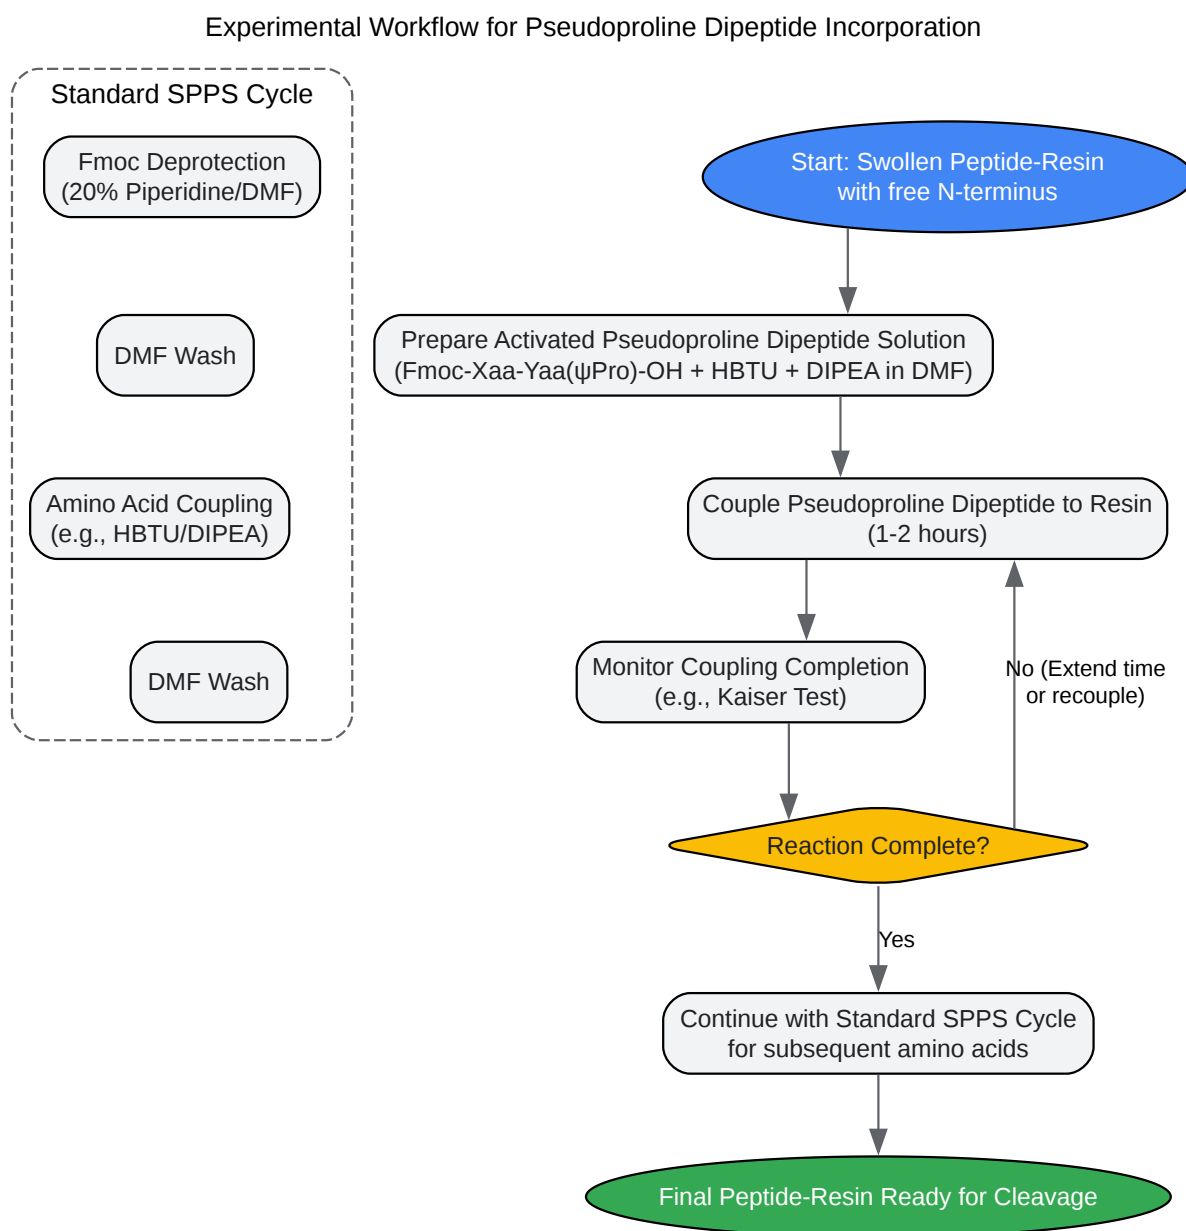 Experimental Workflow for Pseudoproline Dipeptide Incorporation
Standard SPPS Cycle
Fmoc Deprotection
(20% Piperidine/DMF)
DMF Wash
Amino Acid Coupling
(e.g., HBTU/DIPEA)
DMF Wash
Start: Swollen Peptide-Resin
with free N-terminus
Prepare Activated Pseudoproline Dipeptide Solution
(Fmoc-Xaa-Yaa(ψPro)-OH + HBTU + DIPEA in DMF)
Couple Pseudoproline Dipeptide to Resin
(1-2 hours)
Monitor Coupling Completion
(e.g., Kaiser Test)
No (Extend time
or recouple)
Reaction Complete?
Yes
Continue with Standard SPPS Cycle
for subsequent amino acids
Final Peptide-Resin Ready for Cleavage